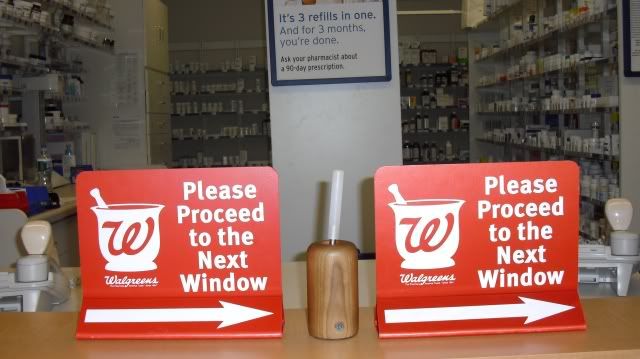 It's 3 refills in one.
And for 3 months,
you're done.
Ask your pharmacist about
a 90-day prescription.
Please
Proceed
to the
Next
Window
W
Walgreens
Please
Proceed
to the
Next
Window
W
Walgreens